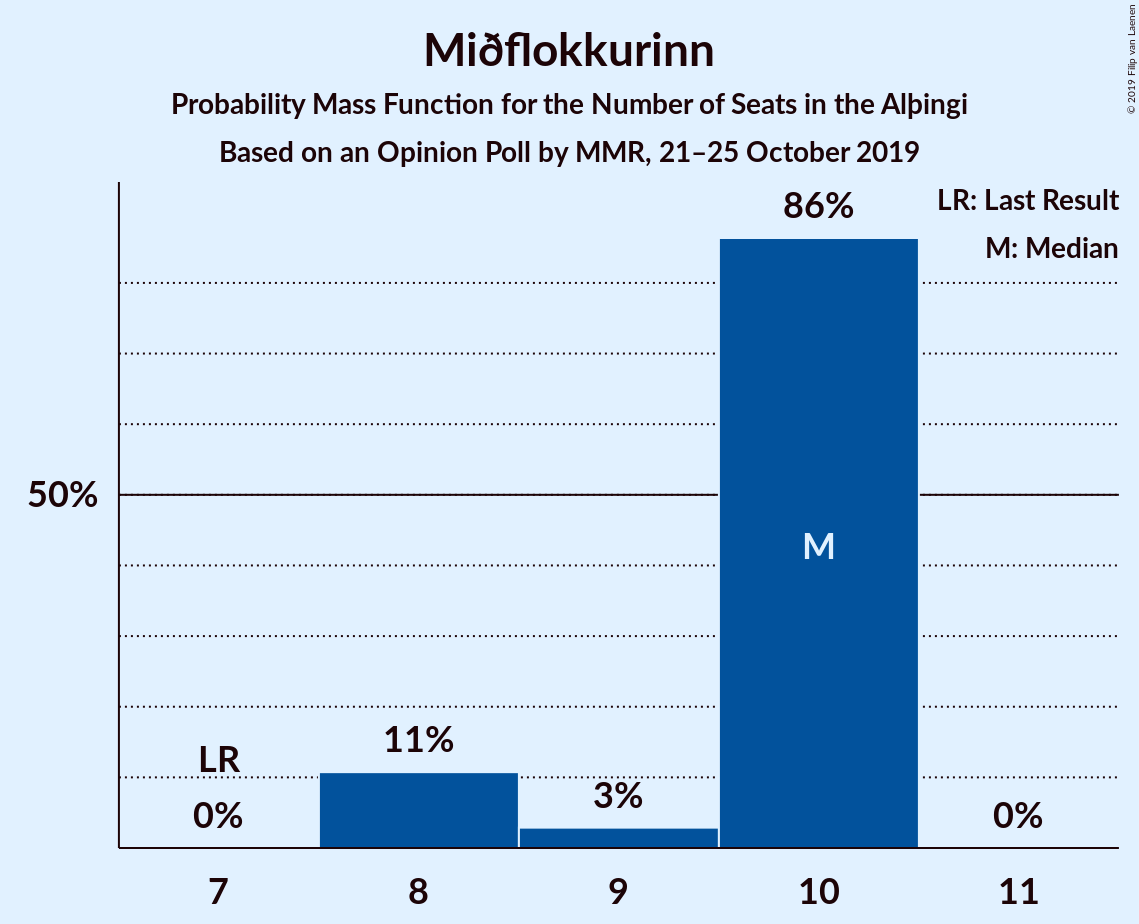 Miðflokkurinn
Probability Mass Function for the Number of Seats in the Alþingi
Based on an Opinion Poll by MMR, 21–25 October 2019
© 2019 Filip van Laenen
LR: Last Result
M: Median
86%
50%
M
LR
0%
11%
3%
0%
7 8 9 10 11